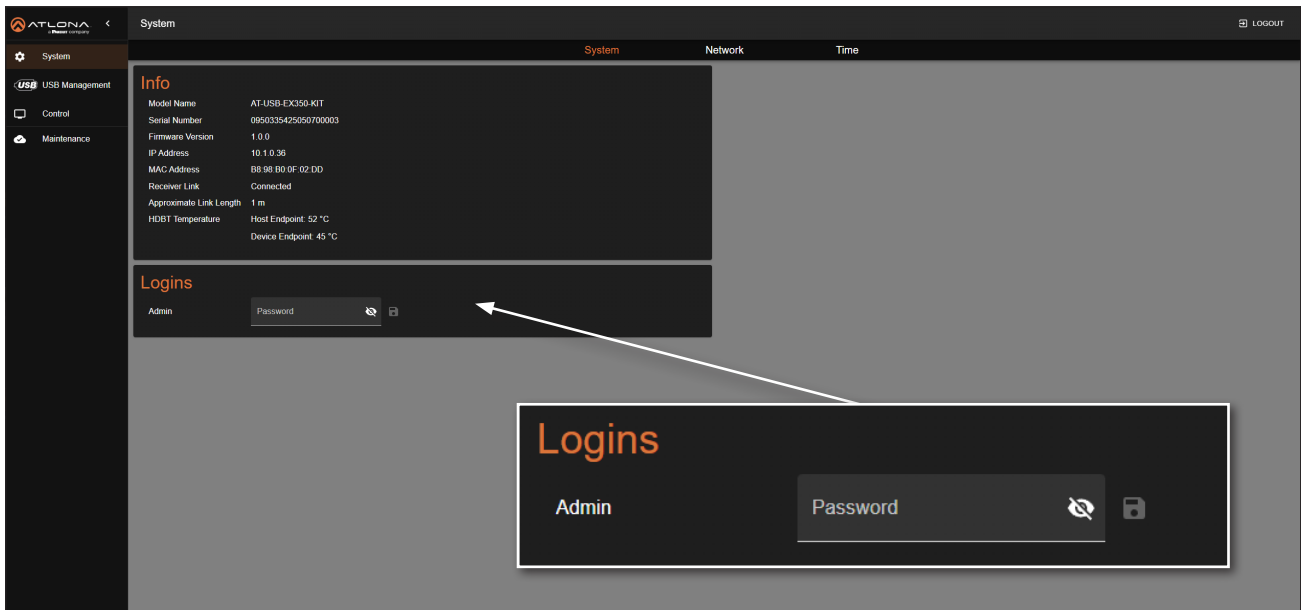 ATLONA
a Panduit company
System
LOGOUT
System
USB USB Management
Control
Maintenance
System Network Time
Info
Model Name AT-USB-EX350-KIT
Serial Number 0950335425050700003
Firmware Version 1.0.0
IP Address 10.1.0.36
MAC Address B8:98:B0:0F:02:DD
Receiver Link Connected
Approximate Link Length 1 m
HDBT Temperature Host Endpoint: 52 °C
Device Endpoint: 45 °C
Logins
Admin Password
Logins
Admin Password